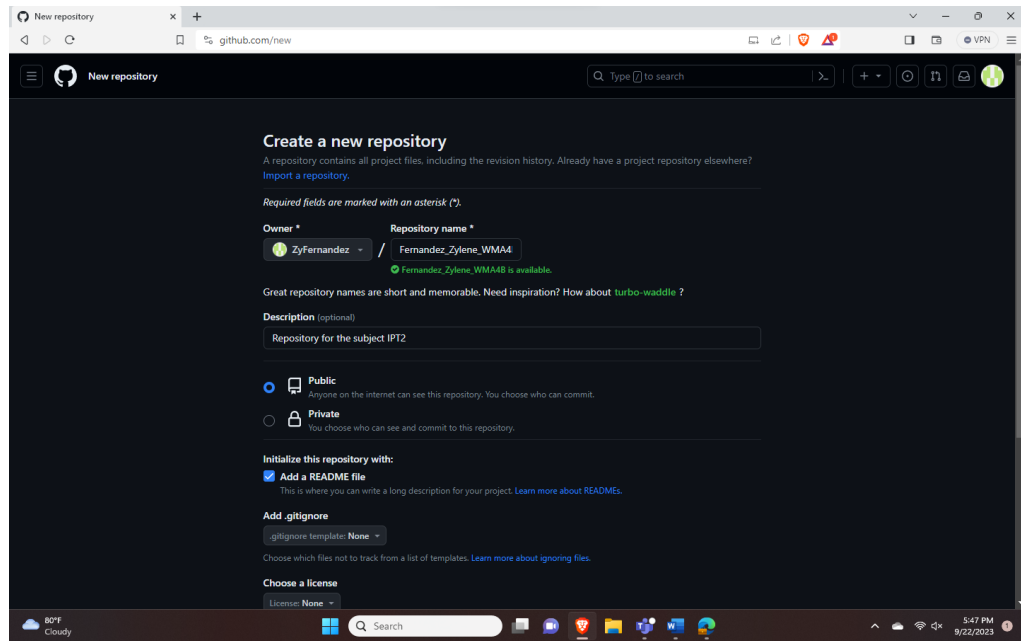 New repository
github.com/new
1
VPN
New repository
Type / to search
Create a new repository
A repository contains all project files, including the revision history. Already have a project repository elsewhere?
Import a repository.
Required fields are marked with an asterisk (*).
Owner * Repository name *
ZyFernandez / Fernandez_Zylene_WMA4
Fernandez_Zylene_WMA4B is available.
Great repository names are short and memorable. Need inspiration? How about turbo-waddle ?
Description (optional)
Repository for the subject IPT2
Public
Anyone on the internet can see this repository. You choose who can commit.
Private
You choose who can see and commit to this repository.
Initialize this repository with:
Add a README file
This is where you can write a long description for your project. Learn more about READMEs.
Add .gitignore
.gitignore template: None
Choose which files not to track from a list of templates. Learn more about ignoring files.
Choose a license
License: None
80°F
Cloudy
Search
5:47 PM
9/22/2023
1